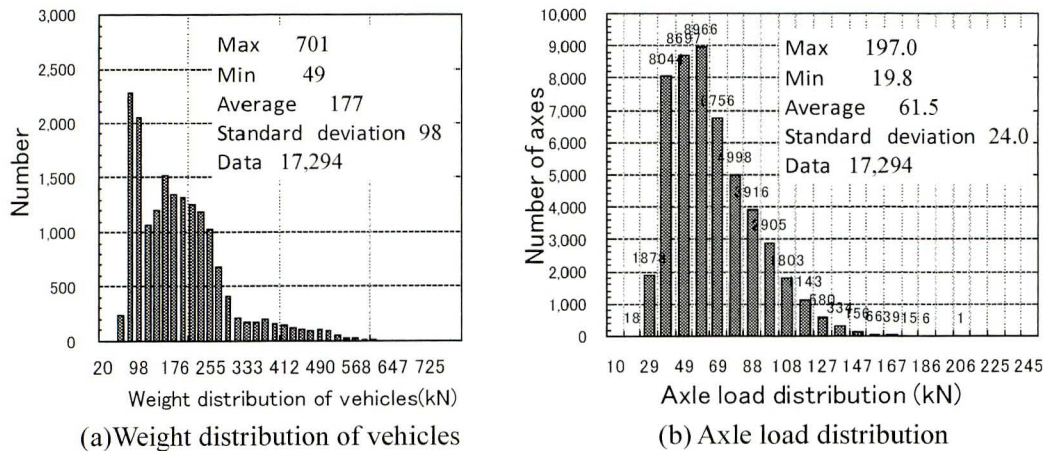 3,000
2,500
2,000
1,500
1,000
500
0
Number
Max 701
Min 49
Average 177
Standard deviation 98
Data 17,294
20 98 176 255 333 412 490 568 647 725
Weight distribution of vehicles(kN)
(a)Weight distribution of vehicles
10,000
9,000
8,000
7,000
6,000
5,000
4,000
3,000
2,000
1,000
0
Number of axes
Max 197.0
Min 19.8
Average 61.5
Standard deviation 24.0
Data 17,294
18
8044
8697
8966
6756
4998
3916
2905
1803
334
156
66
39
15
6
1
10 29 49 69 88 108 127 147 167 186 206 225 245
Axle load distribution (kN)
(b) Axle load distribution